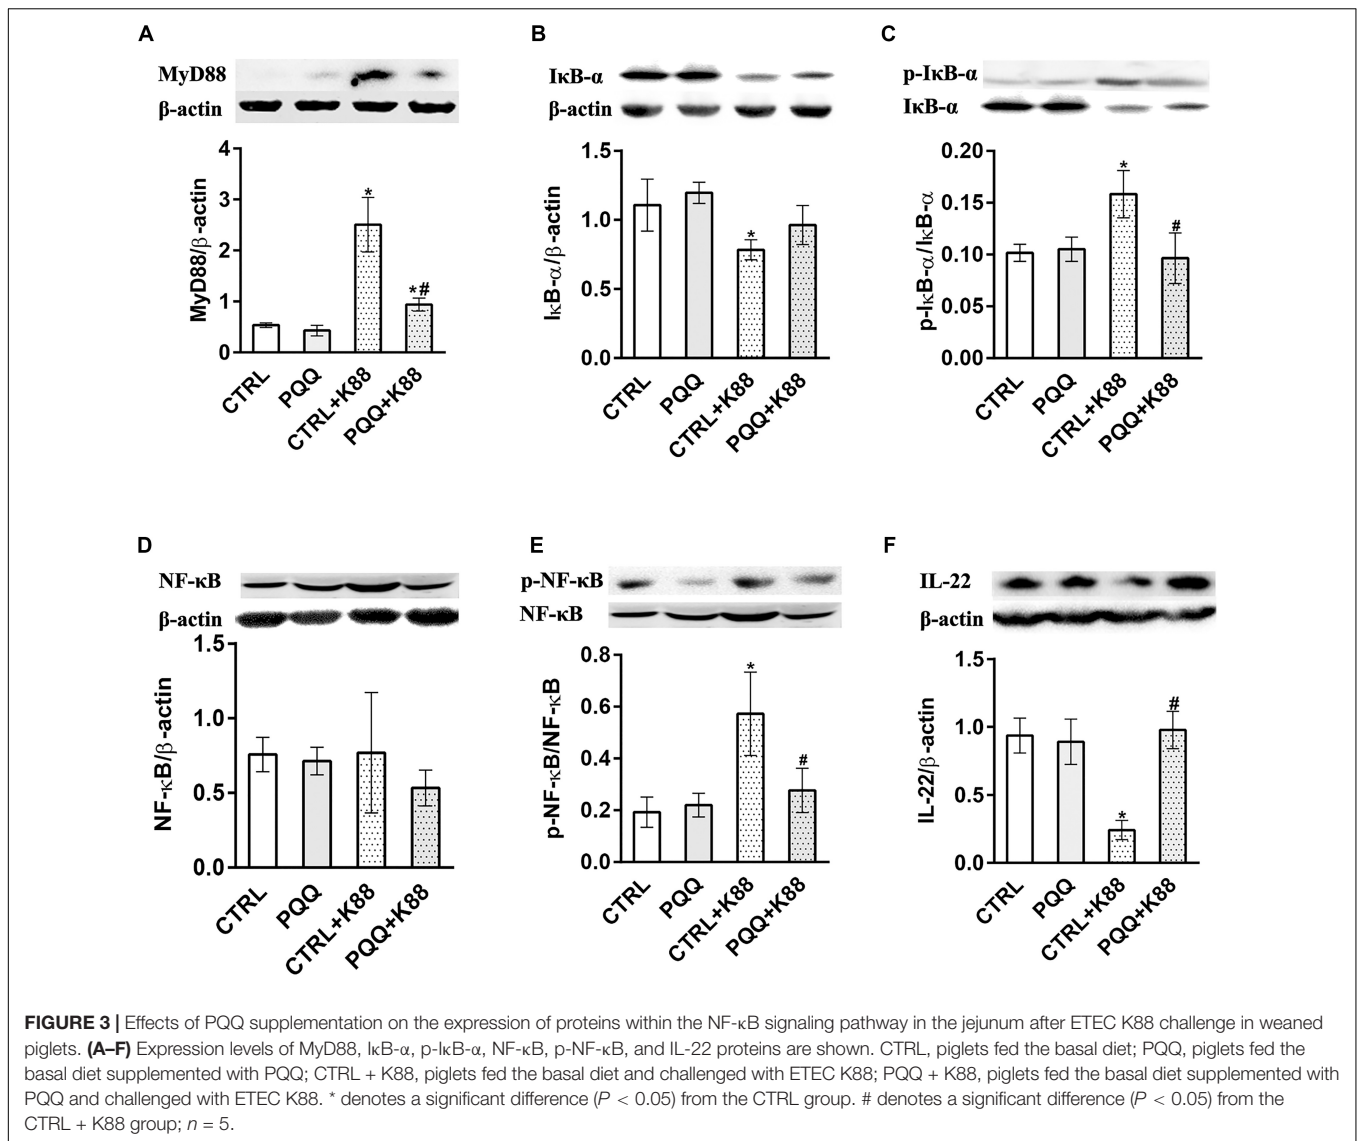 A
MyD88
β-actin
MyD88/β-actin
4
3
2
1
0
*
*#
CTRL
PQQ
CTRL+K88
PQQ+K88
B
IκB-α
β-actin
IκB-α/β-actin
1.5
1.0
0.5
0.0
*
CTRL
PQQ
CTRL+K88
PQQ+K88
C
p-IκB-α
IκB-α
p-IκB-α/IκB-α
0.20
0.15
0.10
0.05
0.00
*
#
CTRL
PQQ
CTRL+K88
PQQ+K88
D
NF-κB
β-actin
NF-κB/β-actin
1.5
1.0
0.5
0.0
CTRL
PQQ
CTRL+K88
PQQ+K88
E
p-NF-κB
NF-κB
p-NF-κB/NF-κB
0.8
0.6
0.4
0.2
0.0
*
#
CTRL
PQQ
CTRL+K88
PQQ+K88
F
IL-22
β-actin
IL-22/β-actin
1.5
1.0
0.5
0.0
*
#
CTRL
PQQ
CTRL+K88
PQQ+K88
FIGURE 3 | Effects of PQQ supplementation on the expression of proteins within the NF-κB signaling pathway in the jejunum after ETEC K88 challenge in weaned
piglets. (A–F) Expression levels of MyD88, IκB-α, p-IκB-α, NF-κB, p-NF-κB, and IL-22 proteins are shown. CTRL, piglets fed the basal diet; PQQ, piglets fed the
basal diet supplemented with PQQ; CTRL + K88, piglets fed the basal diet and challenged with ETEC K88; PQQ + K88, piglets fed the basal diet supplemented with
PQQ and challenged with ETEC K88. * denotes a significant difference (P < 0.05) from the CTRL group. # denotes a significant difference (P < 0.05) from the
CTRL + K88 group; n = 5.